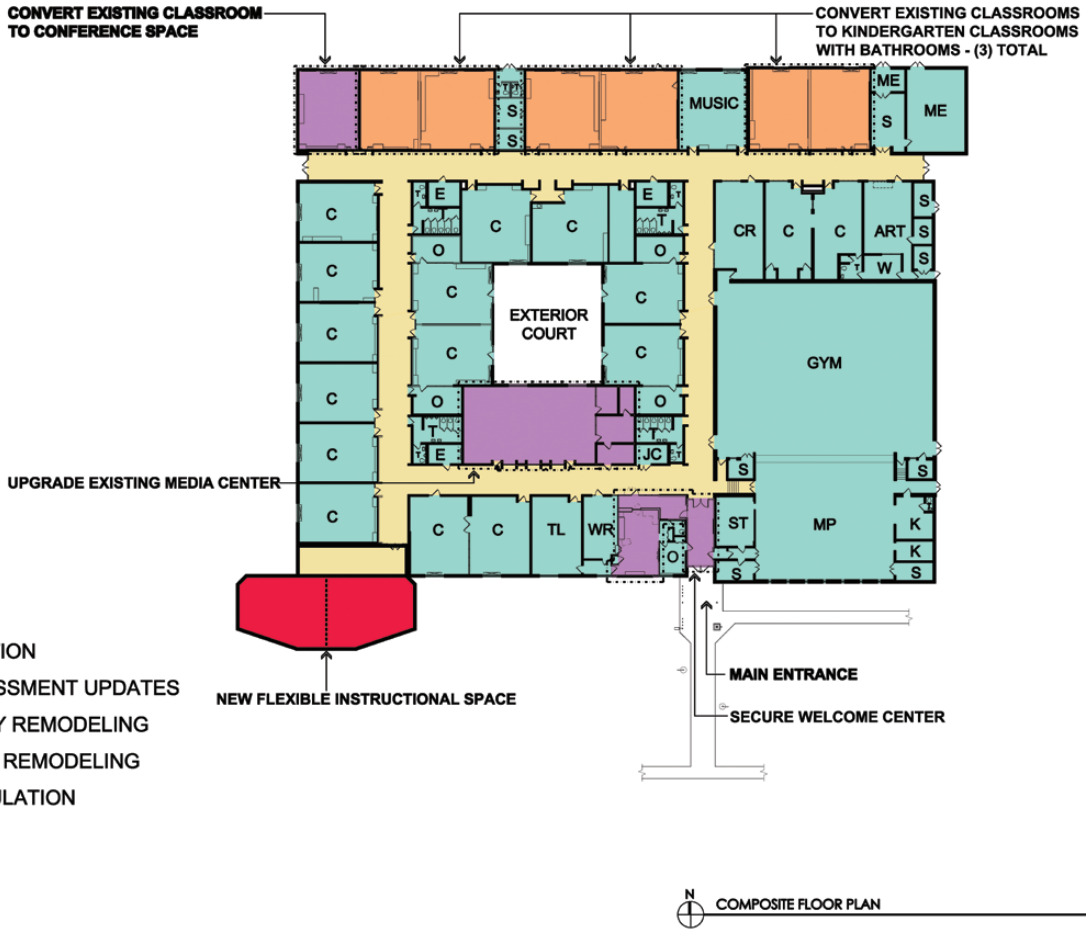 CONVERT EXISTING CLASSROOM
TO CONFERENCE SPACE
CONVERT EXISTING CLASSROOMS
TO KINDERGARTEN CLASSROOMS
WITH BATHROOMS - (3) TOTAL
T T
S
S
MUSIC
ME
S
ME
C
T
E
C
C
E
T
T
O
O
CR
C
C
T
ART
W
S
S
S
C
C
C
EXTERIOR
COURT
GYM
C
C
C
C
O
O
T
T
T
E
JC
T
C
C
UPGRADE EXISTING MEDIA CENTER
S
S
C
C
C
TL
WR
O
ST
MP
K
K
S
S
NEW FLEXIBLE INSTRUCTIONAL SPACE
MAIN ENTRANCE
SECURE WELCOME CENTER
TION
SSMENT UPDATES
Y REMODELING
REMODELING
ULATION
N
COMPOSITE FLOOR PLAN